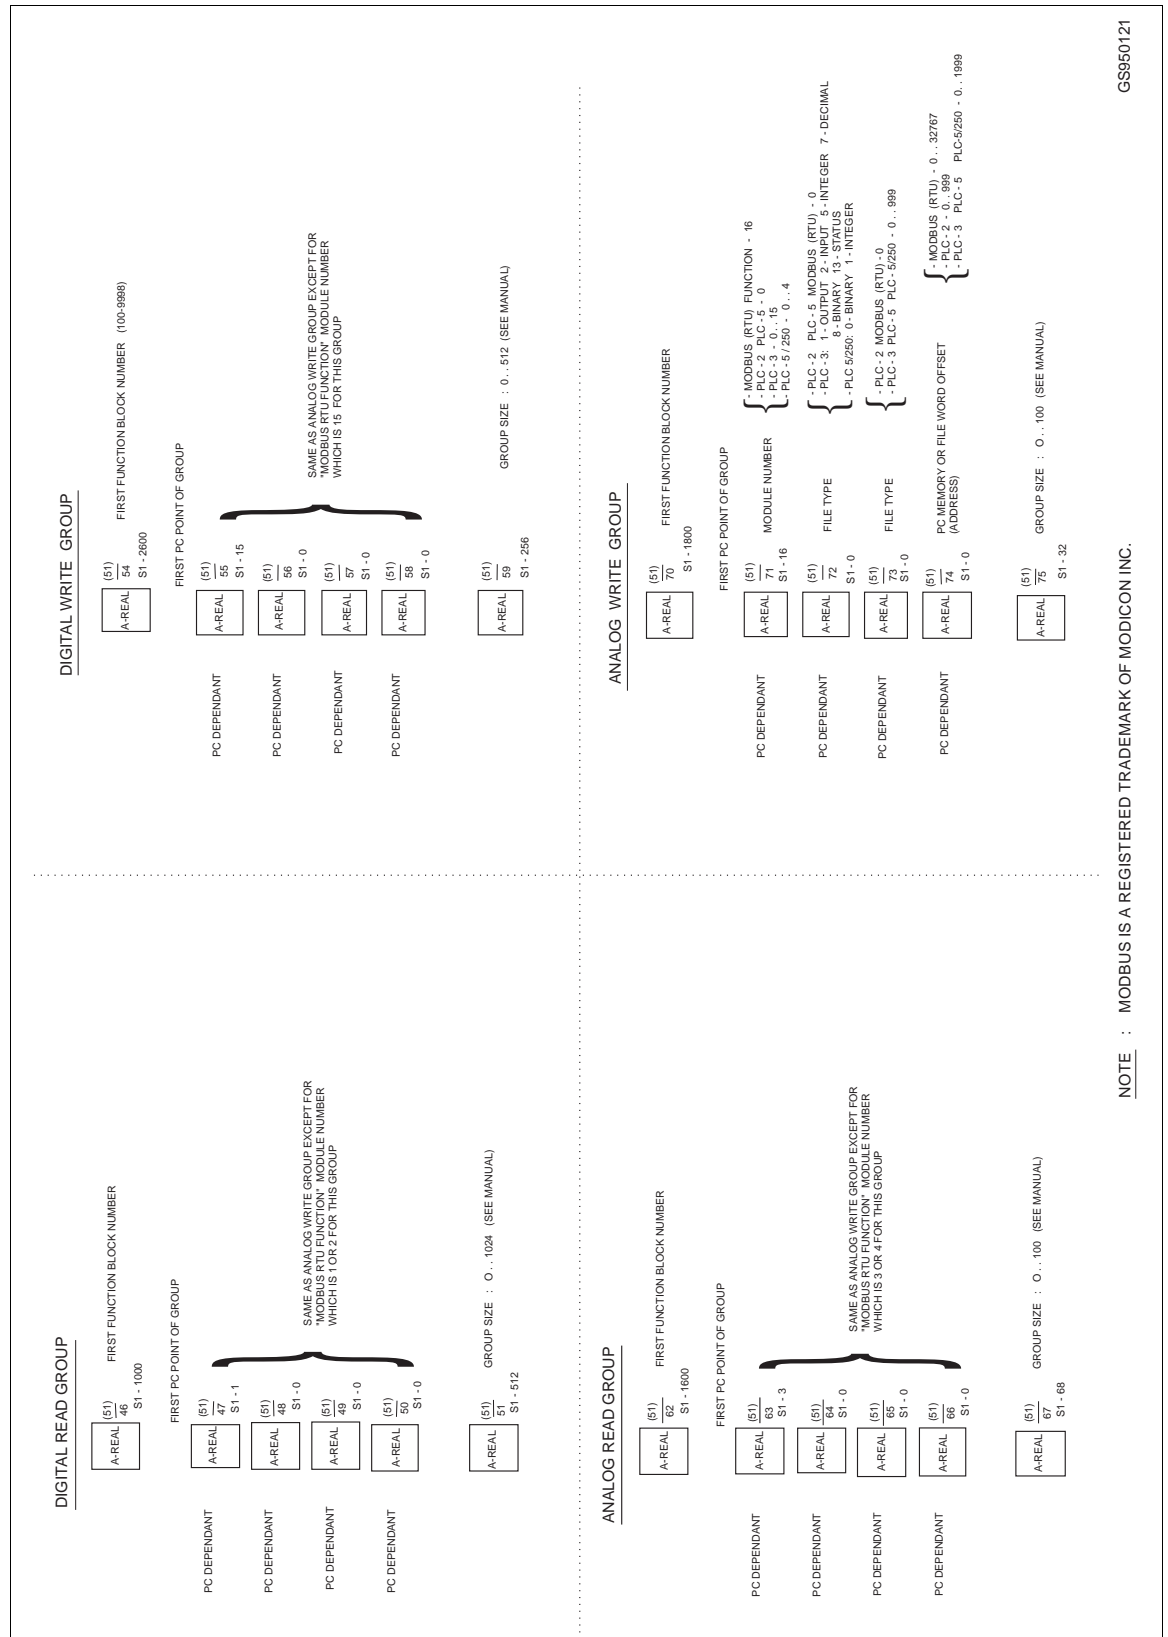 DIGITAL READ GROUP
A-REAL
(51)
46
S1 - 1000
FIRST FUNCTION BLOCK NUMBER
FIRST PC POINT OF GROUP
PC DEPENDANT
A-REAL
(51)
47
S1 - 1
PC DEPENDANT
A-REAL
(51)
48
S1 - 0
PC DEPENDANT
A-REAL
(51)
49
S1 - 0
PC DEPENDANT
A-REAL
(51)
50
S1 - 0
SAME AS ANALOG WRITE GROUP EXCEPT FOR
"MODBUS RTU FUNCTION" MODULE NUMBER
WHICH IS 1 OR 2 FOR THIS GROUP
A-REAL
(51)
51
S1 - 512
GROUP SIZE : O . . 1024 (SEE MANUAL)
DIGITAL WRITE GROUP
A-REAL
(51)
54
S1 - 2600
FIRST FUNCTION BLOCK NUMBER (100-9998)
FIRST PC POINT OF GROUP
PC DEPENDANT
A-REAL
(51)
55
S1 - 15
PC DEPENDANT
A-REAL
(51)
56
S1 - 0
PC DEPENDANT
A-REAL
(51)
57
S1 - 0
PC DEPENDANT
A-REAL
(51)
58
S1 - 0
SAME AS ANALOG WRITE GROUP EXCEPT FOR
"MODBUS RTU FUNCTION" MODULE NUMBER
WHICH IS 15 FOR THIS GROUP
A-REAL
(51)
59
S1 - 256
GROUP SIZE : 0 . . 512 (SEE MANUAL)
ANALOG READ GROUP
A-REAL
(51)
62
S1 - 1600
FIRST FUNCTION BLOCK NUMBER
FIRST PC POINT OF GROUP
PC DEPENDANT
A-REAL
(51)
63
S1 - 3
PC DEPENDANT
A-REAL
(51)
64
S1 - 0
PC DEPENDANT
A-REAL
(51)
65
S1 - 0
PC DEPENDANT
A-REAL
(51)
66
S1 - 0
SAME AS ANALOG WRITE GROUP EXCEPT FOR
"MODBUS RTU FUNCTION" MODULE NUMBER
WHICH IS 3 OR 4 FOR THIS GROUP
A-REAL
(51)
67
S1 - 68
GROUP SIZE : O . . 100 (SEE MANUAL)
ANALOG WRITE GROUP
A-REAL
(51)
70
S1 - 1800
FIRST FUNCTION BLOCK NUMBER
FIRST PC POINT OF GROUP
PC DEPENDANT
A-REAL
(51)
71
S1 - 16
MODULE NUMBER
- MODBUS (RTU) FUNCTION - 16
- PLC - 2 PLC - 5 - 0
- PLC - 3 - 0 . . 15
- PLC - 5 / 250 - 0 . . 4
PC DEPENDANT
A-REAL
(51)
72
S1 - 0
FILE TYPE
- PLC - 2 PLC - 5 MODBUS (RTU) - 0
- PLC - 3: 1 - OUTPUT 2 - INPUT 5 - INTEGER 7 - DECIMAL
8 - BINARY 13 - STATUS
- PLC 5/250: 0 - BINARY 1 - INTEGER
PC DEPENDANT
A-REAL
(51)
73
S1 - 0
FILE TYPE
- PLC - 2 MODBUS (RTU) - 0
- PLC - 3 PLC - 5 PLC - 5/250 - 0 . . 999
PC DEPENDANT
A-REAL
(51)
74
S1 - 0
PC MEMORY OR FILE WORD OFFSET
(ADDRESS)
- MODBUS (RTU) - 0 . . 32767
- PLC - 2 - 0 . . 999
- PLC - 3 PLC - 5 PLC-5/250 - 0 . . 1999
A-REAL
(51)
75
S1 - 32
GROUP SIZE : O . . 100 (SEE MANUAL)
NOTE : MODBUS IS A REGISTERED TRADEMARK OF MODICON INC.
GS950121